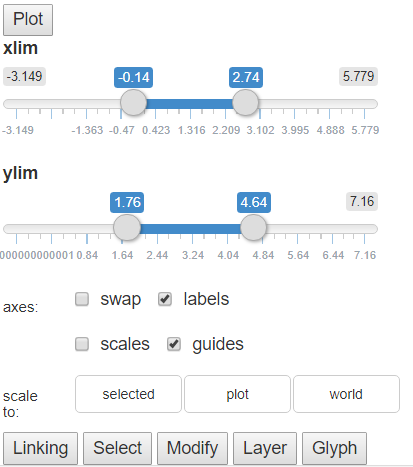 Plot
xlim
-3.149 -0.14 2.74 5.779
-3.149 -1.363 -0.47 0.423 1.316 2.209 3.102 3.995 4.888 5.779
ylim
1.76 4.64 7.16
000000000001 0.84 1.64 2.44 3.24 4.04 4.84 5.64 6.44 7.16
axes: swap labels
scales guides
scale to: selected plot world
Linking Select Modify Layer Glyph